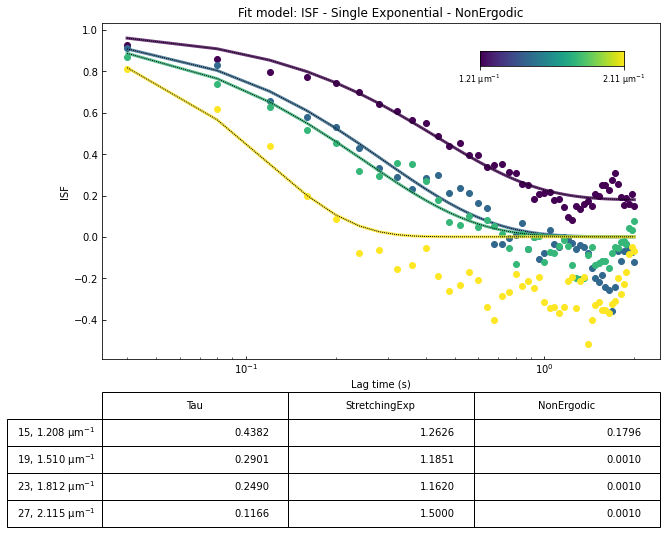 Fit model: ISF - Single Exponential - NonErgodic
1.0
0.8
0.6
0.4
0.2
0.0
−0.2
−0.4
ISF
1.21 μm⁻¹ 2.11 μm⁻¹
10⁻¹ 10⁰
Lag time (s)
Tau StretchingExp NonErgodic
15, 1.208 μm⁻¹ 0.4382 1.2626 0.1796
19, 1.510 μm⁻¹ 0.2901 1.1851 0.0010
23, 1.812 μm⁻¹ 0.2490 1.1620 0.0010
27, 2.115 μm⁻¹ 0.1166 1.5000 0.0010